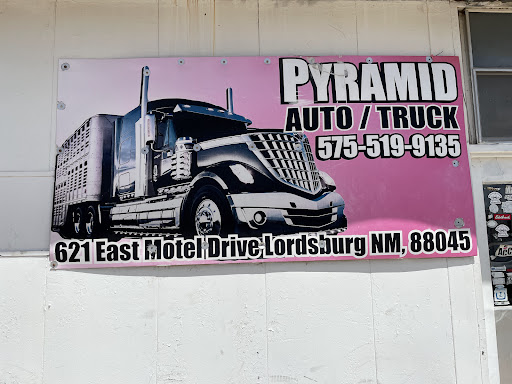 PYRAMID
AUTO / TRUCK
575-519-9135
621 East Motel Drive Lordsburg NM, 88045